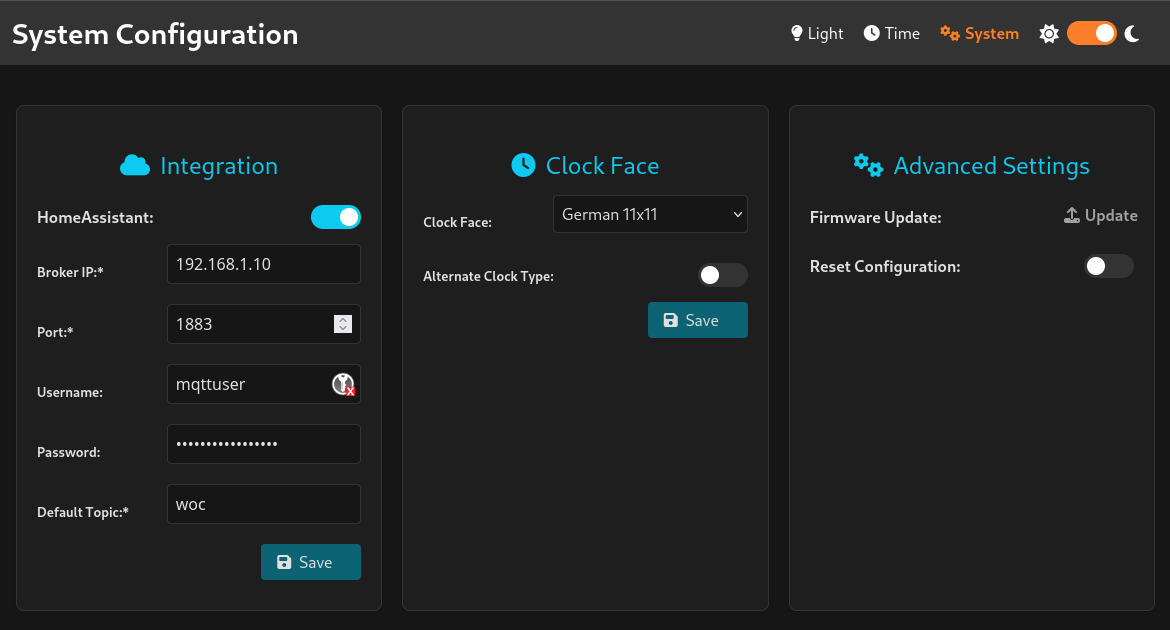 System Configuration
Light
Time
System
Integration
HomeAssistant:
Broker IP:*
192.168.1.10
Port:*
1883
Username:
mqttuser
Password:
•••••••••••••••••
Default Topic:*
woc
Save
Clock Face
Clock Face:
German 11x11
Alternate Clock Type:
Save
Advanced Settings
Firmware Update:
Update
Reset Configuration: